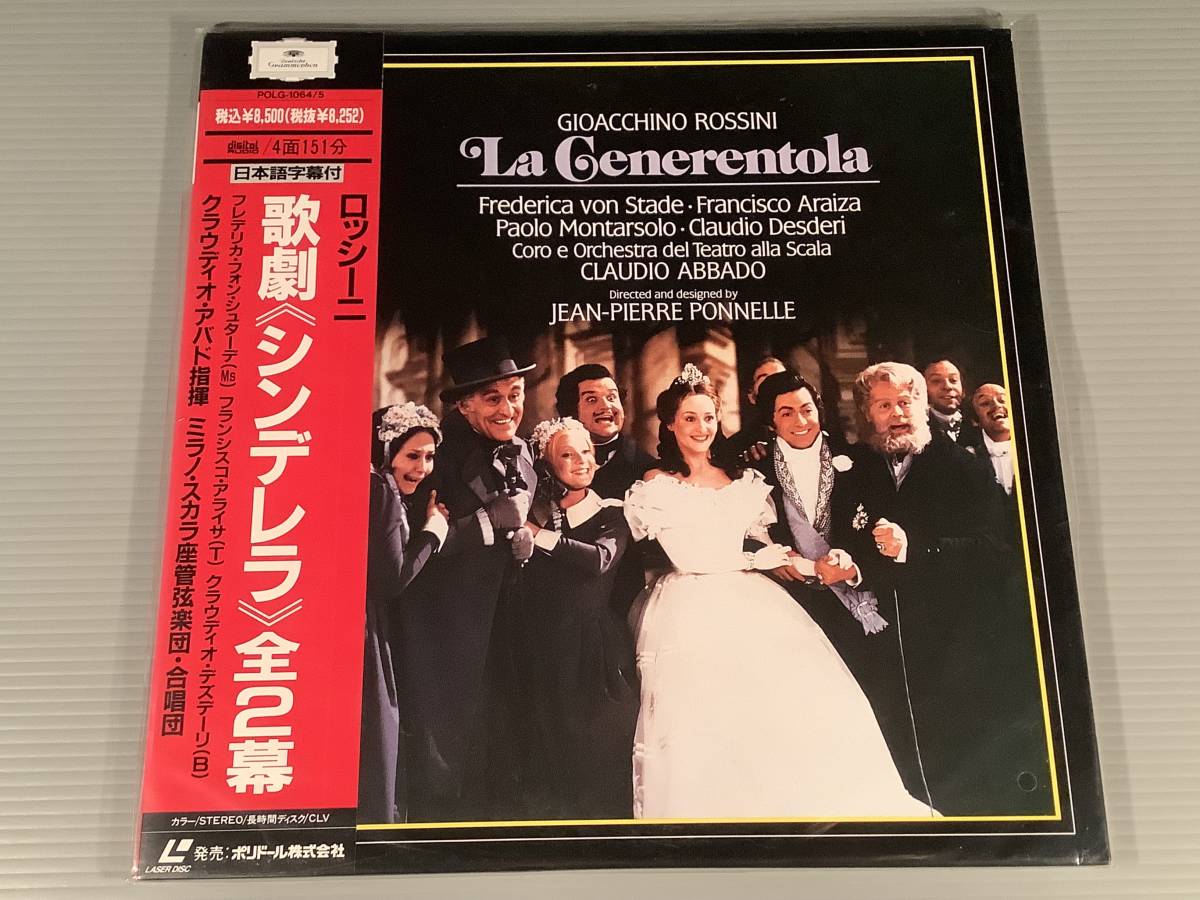 Deutsche
Grammophon
POLG-1064/5
税込¥8,500(税抜¥8,252)
digital AUDIO/4面151分
日本語字幕付
ロッシーニ
歌劇《シンデレラ》全2幕
フレデリカ・フォン・シュターデ(Ms) フランシスコ・アライサ(T) クラウディオ・デズデーリ(B)
クラウディオ・アバド指揮 ミラノ・スカラ座管弦楽団・合唱団
カラー/STEREO/長時間ディスク/CLV
LASER DISC
発売:ポリドール株式会社
GIOACCHINO ROSSINI
La Cenerentola
Frederica von Stade · Francisco Araiza
Paolo Montarsolo · Claudio Desderi
Coro e Orchestra del Teatro alla Scala
CLAUDIO ABBADO
Directed and designed by
JEAN-PIERRE PONNELLE